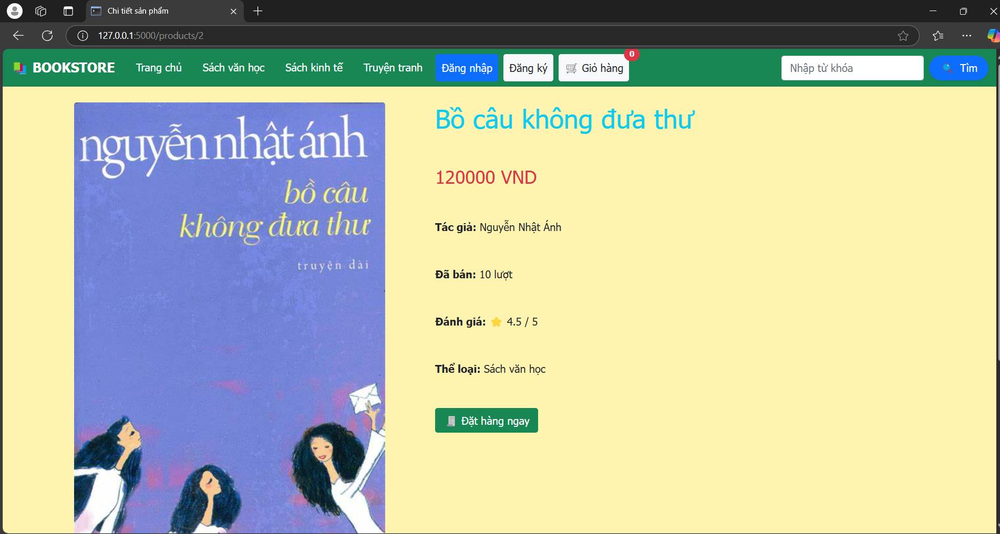 Chi tiết sản phẩm
127.0.0.1:5000/products/2
BOOKSTORE Trang chủ Sách văn học Sách kinh tế Truyện tranh Đăng nhập Đăng ký Giỏ hàng 0 Nhập từ khóa Tìm
nguyễn nhật ánh
bồ câu
không đưa thư
truyện dài
Bồ câu không đưa thư
120000 VND
Tác giả: Nguyễn Nhật Ánh
Đã bán: 10 lượt
Đánh giá: ⭐ 4.5 / 5
Thể loại: Sách văn học
Đặt hàng ngay